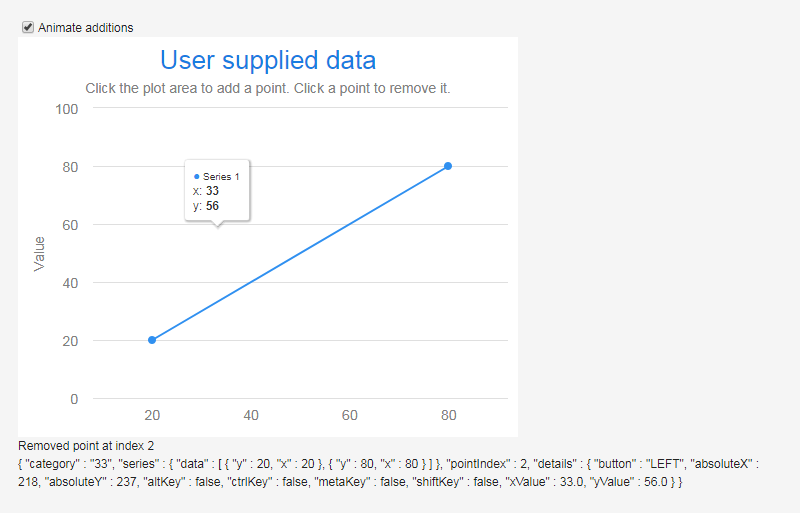 Animate additions
User supplied data
Click the plot area to add a point. Click a point to remove it.
100
80
60
40
20
0
Value
Series 1
x: 33
y: 56
20
40
60
80
Removed point at index 2
{ "category" : "33", "series" : { "data" : [ { "y" : 20, "x" : 20 }, { "y" : 80, "x" : 80 } ] }, "pointIndex" : 2, "details" : { "button" : "LEFT", "absoluteX" :
218, "absoluteY" : 237, "altKey" : false, "ctrlKey" : false, "metaKey" : false, "shiftKey" : false, "xValue" : 33.0, "yValue" : 56.0 } }